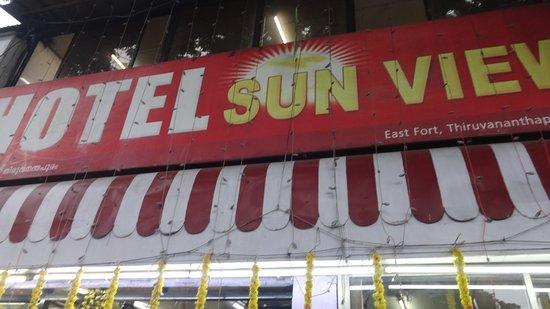 HOTEL SUN VIEW
East Fort, Thiruvananthap